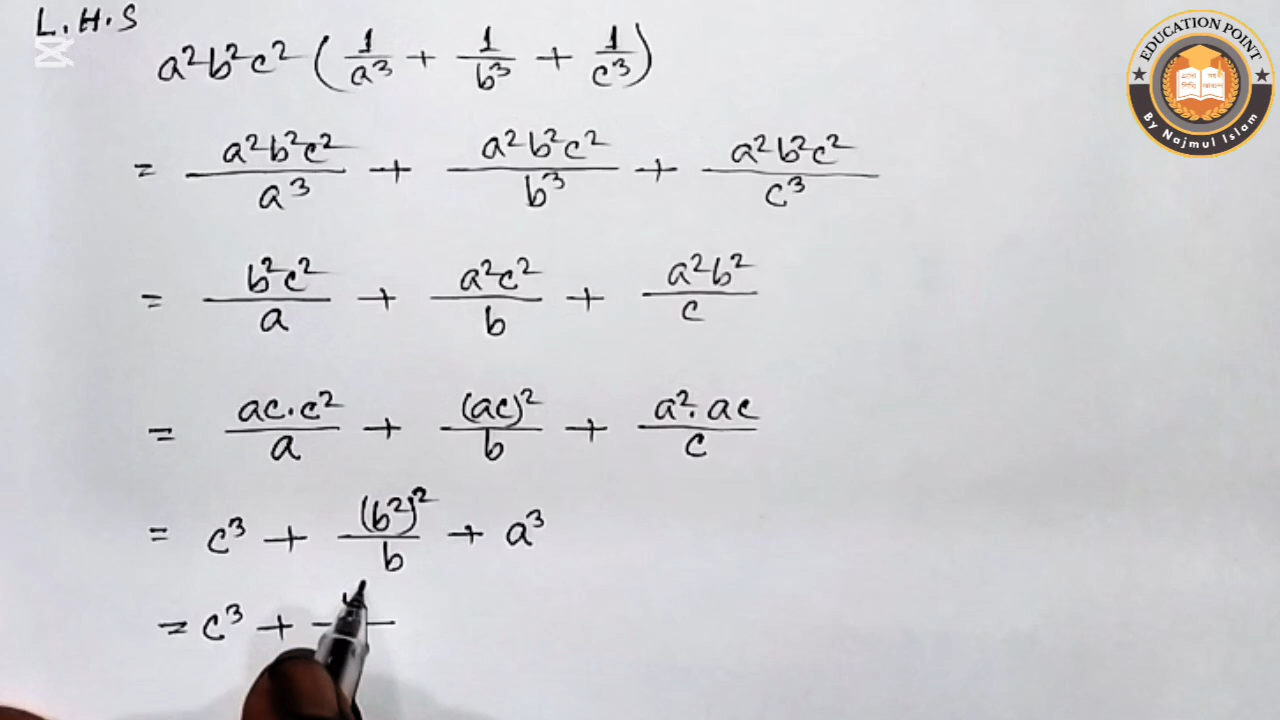 L.H.S
a²b²c² (1/a³ + 1/b³ + 1/c³)
= a²b²c²/a³ + a²b²c²/b³ + a²b²c²/c³
= b²c²/a + a²c²/b + a²b²/c
= ac·c²/a + (ac)²/b + a²·ac/c
= c³ + (b²)²/b + a³
= c³ +
EDUCATION POINT
By Najmul Islam